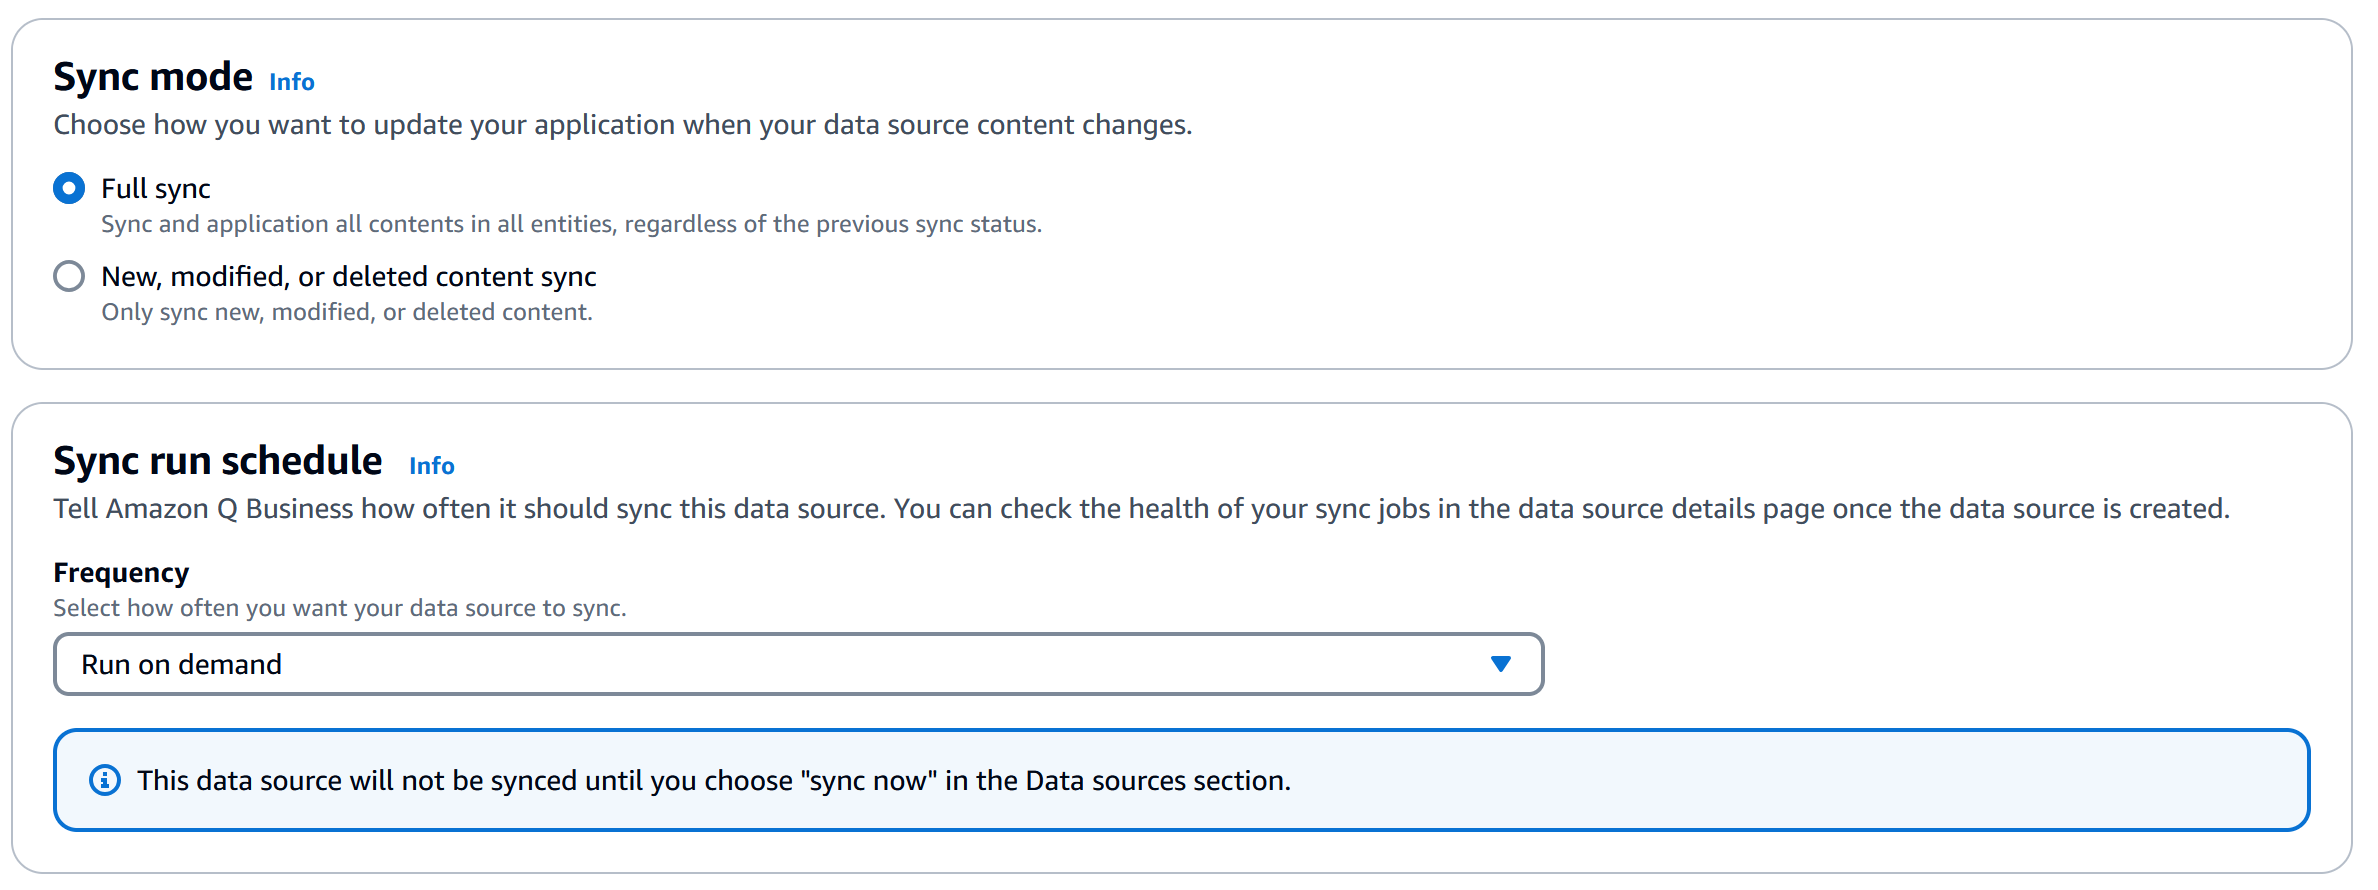 Sync mode Info
Choose how you want to update your application when your data source content changes.
Full sync
Sync and application all contents in all entities, regardless of the previous sync status.
New, modified, or deleted content sync
Only sync new, modified, or deleted content.
Sync run schedule Info
Tell Amazon Q Business how often it should sync this data source. You can check the health of your sync jobs in the data source details page once the data source is created.
Frequency
Select how often you want your data source to sync.
Run on demand
This data source will not be synced until you choose "sync now" in the Data sources section.